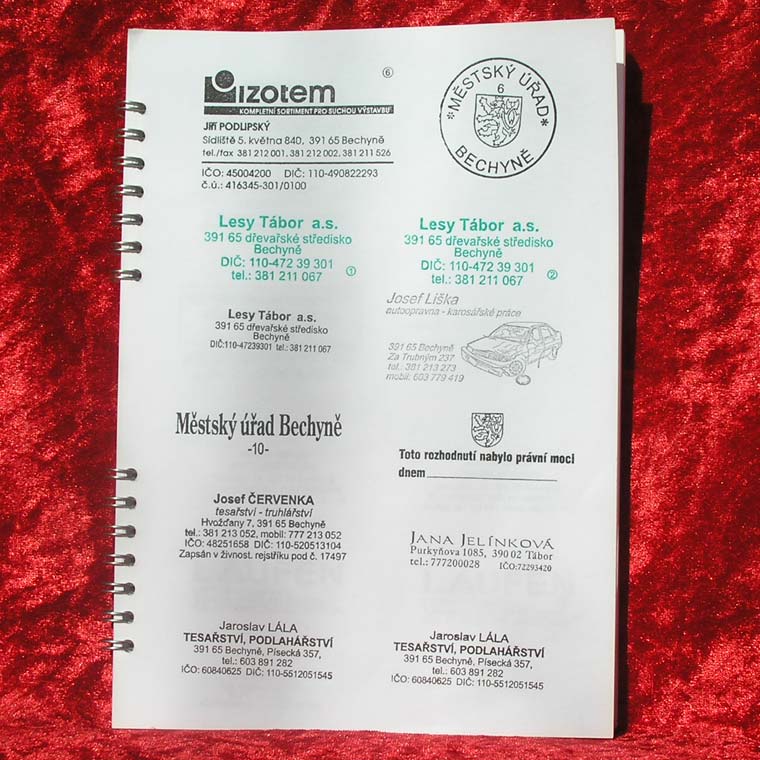 izotem
KOMPLETNÍ SORTIMENT PRO SUCHOU VÝSTAVBU
6
JIří PODLIPSKÝ
Sídliště 5. května 840, 391 65 Bechyně
tel./fax 381 212 001, 381 212 002, 381 211 526
IČO: 45004200 DIČ: 110-490822293
č.ú.: 416345-301/0100
*MĚSTSKÝ ÚŘAD*
6
BECHYNĚ
Lesy Tábor a.s.
391 65 dřevařské středisko
Bechyně
DIČ: 110-472 39 301
tel.: 381 211 067
1
Lesy Tábor a.s.
391 65 dřevařské středisko
Bechyně
DIČ: 110-472 39 301
tel.: 381 211 067
2
Lesy Tábor a.s.
391 65 dřevařské středisko
Bechyně
DIČ:110-47239301 tel.: 381 211 067
Josef Liška
autoopravna - karosářské práce
391 65 Bechyně
Za Trubným 237
tel.: 381 213 273
mobil: 603 779 419
Městský úřad Bechyně
-10-
Toto rozhodnutí nabylo právní moci
dnem
Josef ČERVENKA
tesařství - truhlářství
Hvožďany 7, 391 65 Bechyně
tel.: 381 213 052, mobil: 777 213 052
IČO: 48251658 DIČ: 110-520513104
Zapsán v živnost. rejstříku pod č. 17497
JANA JELÍNKOVÁ
Purkyňova 1085, 390 02 Tábor
tel.: 777200028 IČO:72293420
Jaroslav LÁLA
TESAŘSTVÍ, PODLAHÁŘSTVÍ
391 65 Bechyně, Písecká 357,
tel.: 603 891 282
IČO: 60840625 DIČ: 110-5512051545
Jaroslav LÁLA
TESAŘSTVÍ, PODLAHÁŘSTVÍ
391 65 Bechyně, Písecká 357,
tel.: 603 891 282
IČO: 60840625 DIČ: 110-5512051545